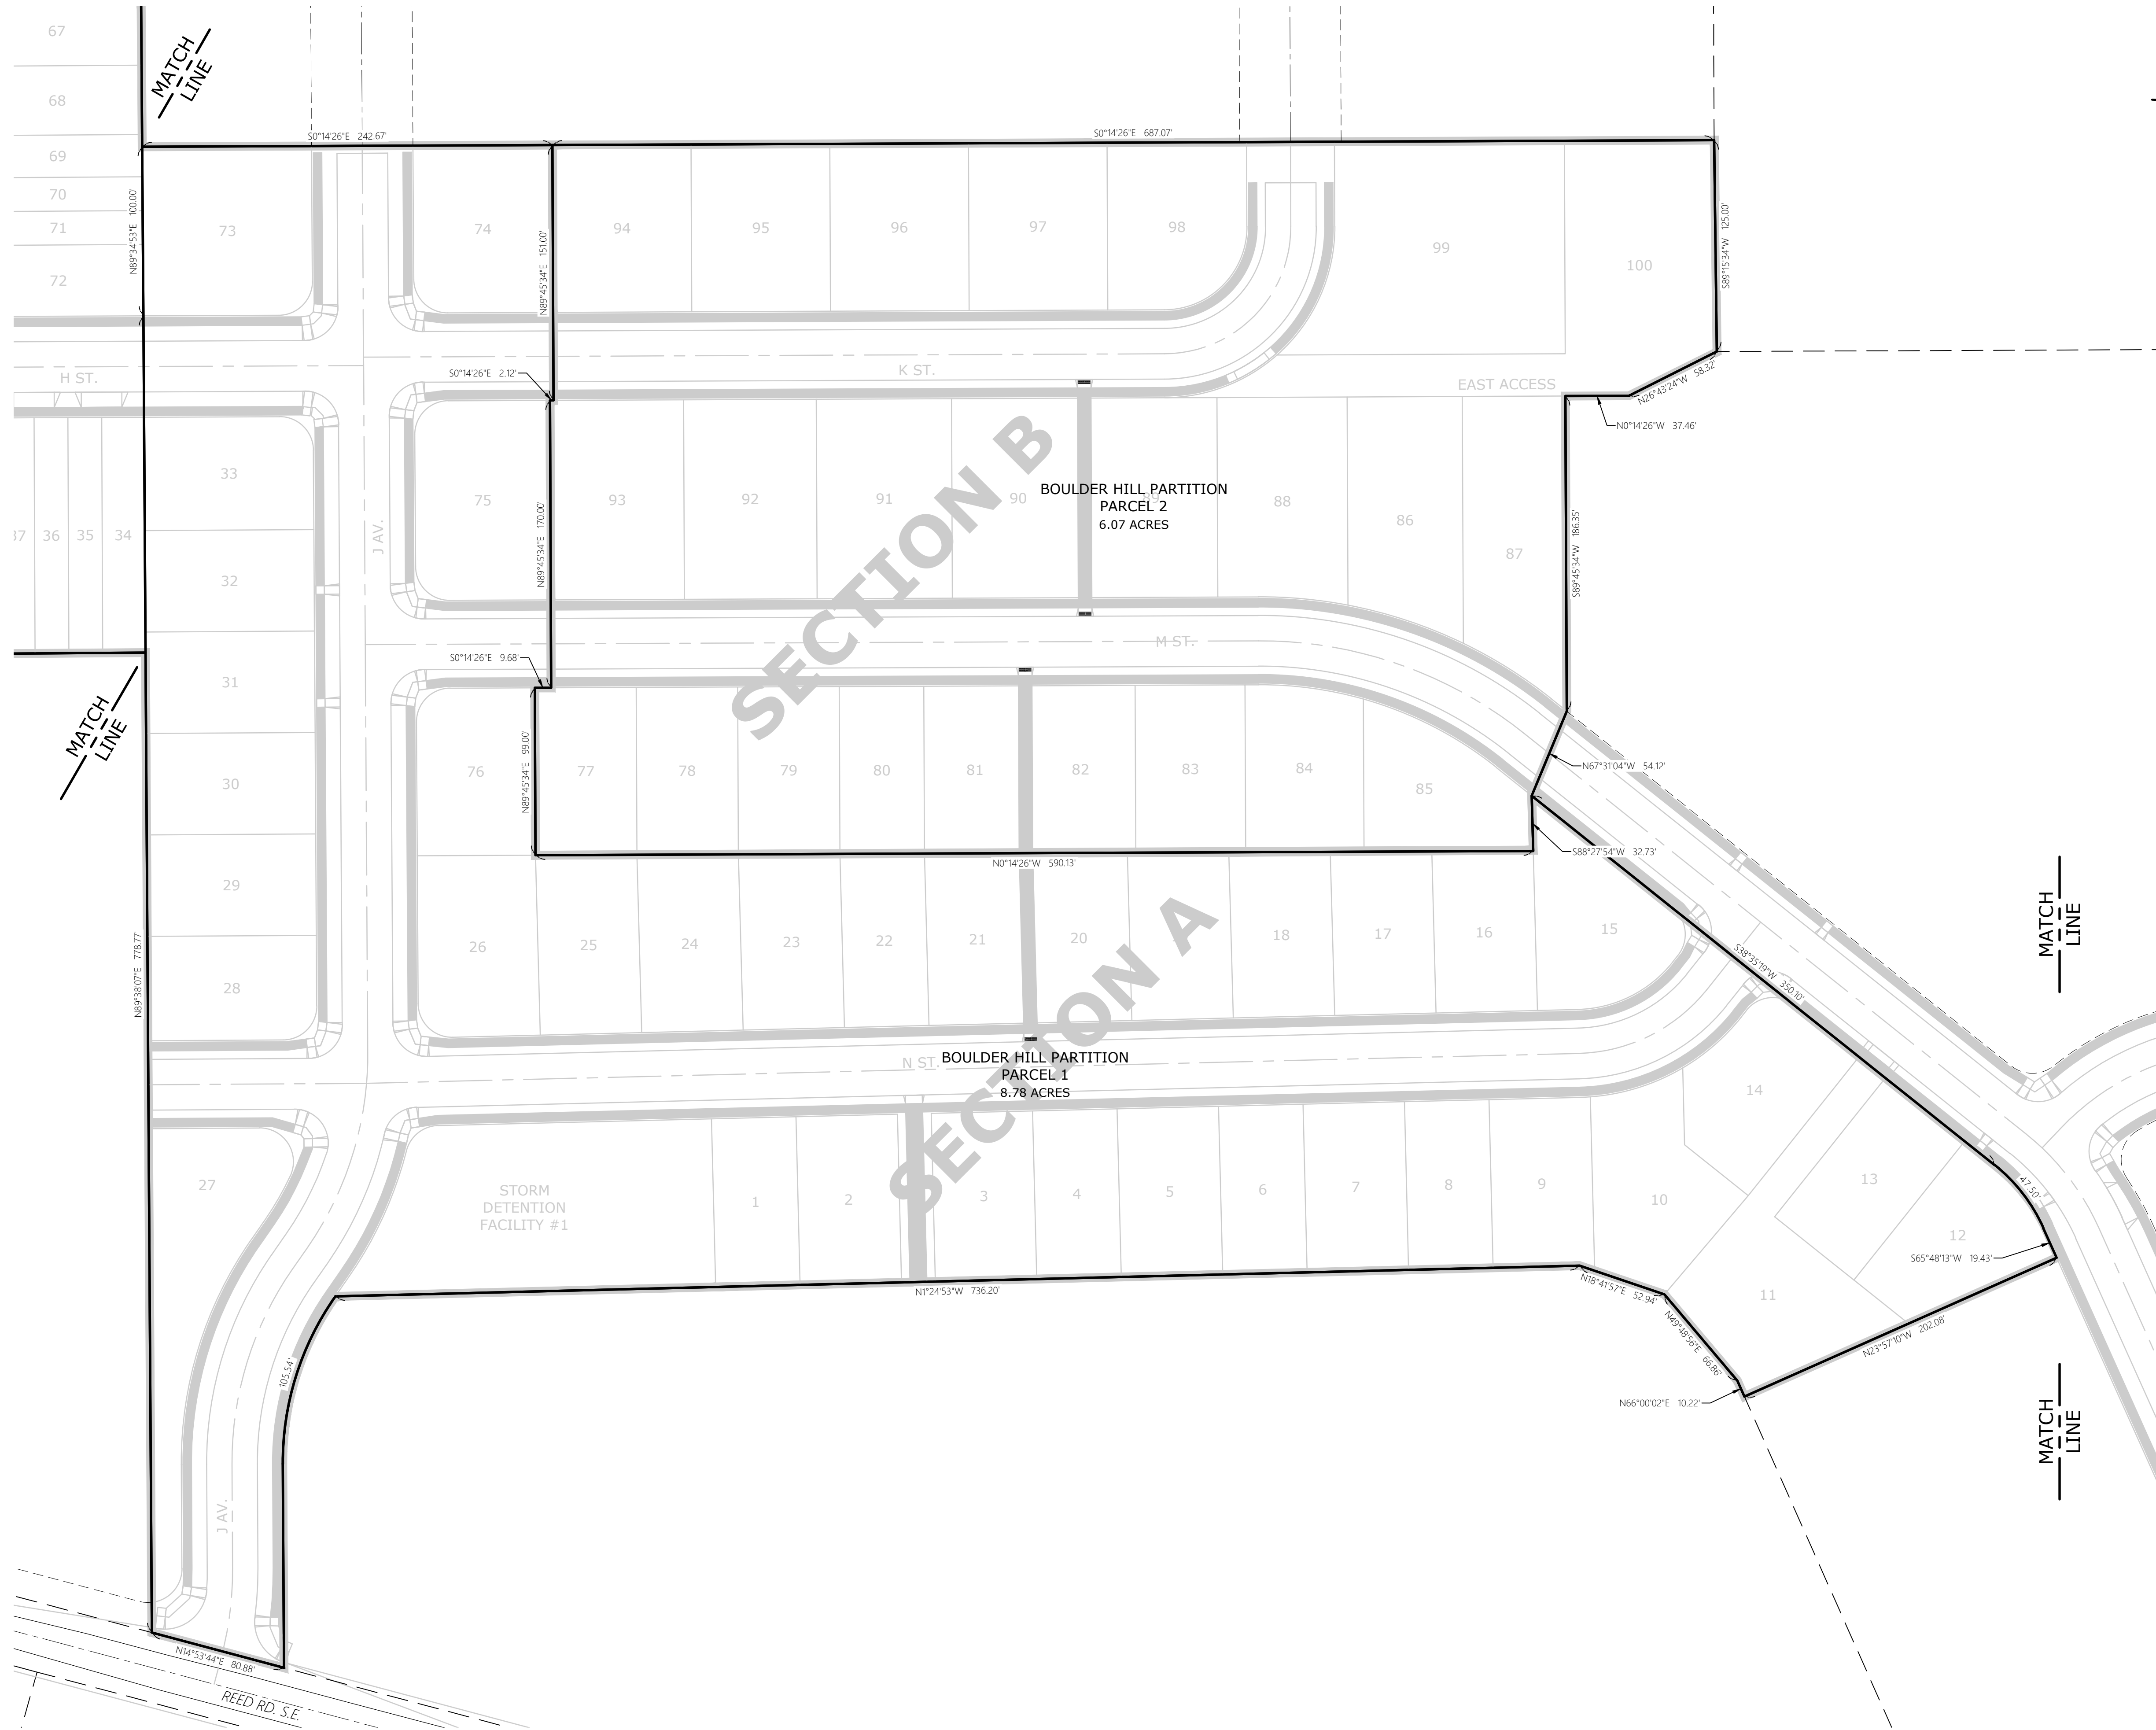 67
68
69
70
71
72
MATCH
LINE
S0°14'26"E 242.67'
S0°14'26"E 687.07'
N89°34'53"E 100.00'
N89°45'34"E 151.00'
S89°15'34"W 125.00'
73
74
94
95
96
97
98
99
100
H ST.
K ST.
EAST ACCESS
S0°14'26"E 2.12'
N26°43'24"W 58.32'
N0°14'26"W 37.46'
37
36
35
34
33
32
31
30
29
28
J AV.
75
93
92
91
90
89
88
86
87
SECTION B
BOULDER HILL PARTITION
PARCEL 2
6.07 ACRES
N89°45'34"E 170.00'
S89°45'34"W 186.35'
M ST.
S0°14'26"E 9.68'
MATCH
LINE
N89°45'34"E 99.00'
76
77
78
79
80
81
82
83
84
85
N67°31'04"W 54.12'
S88°27'54"W 32.73'
N0°14'26"W 590.13'
MATCH
LINE
N89°38'07"E 778.77'
26
25
24
23
22
21
20
18
17
16
15
S38°35'19"W 350.10'
SECTION A
N ST.
BOULDER HILL PARTITION
PARCEL 1
8.78 ACRES
27
STORM
DETENTION
FACILITY #1
1
2
3
4
5
6
7
8
9
10
11
12
13
14
47.50'
S65°48'13"W 19.43'
N1°24'53"W 736.20'
N18°41'57"E 52.94'
N49°48'56"E 66.86'
N23°57'10"W 202.08'
N66°00'02"E 10.22'
105.54'
J AV.
MATCH
LINE
N14°53'44"E 80.88'
REED RD. S.E.